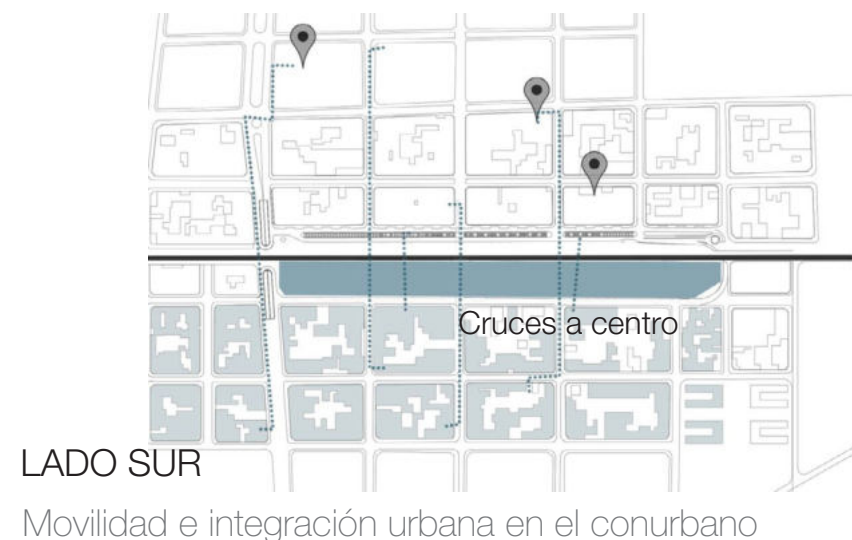 Cruces a centro
LADO SUR
Movilidad e integración urbana en el conurbano